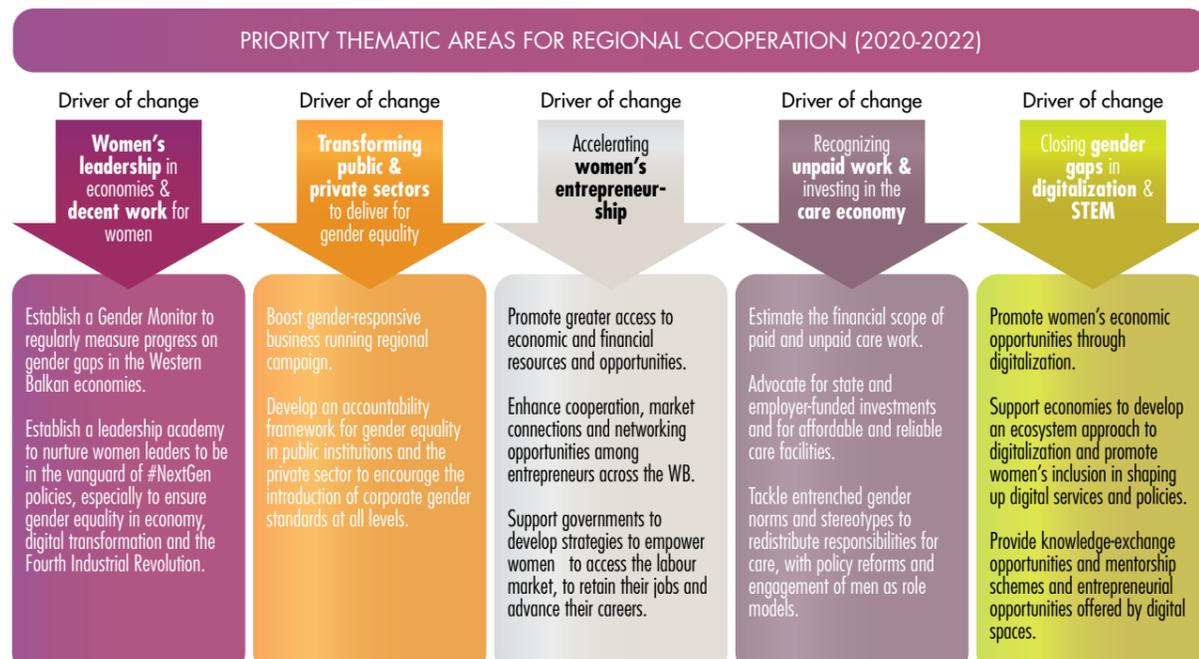 PRIORITY THEMATIC AREAS FOR REGIONAL COOPERATION (2020-2022)
Driver of change
Women's
leadership in
economies &
decent work for
women
Establish a Gender Monitor to
regularly measure progress on
gender gaps in the Western
Balkan economies.
Establish a leadership academy
to nurture women leaders to be
in the vanguard of #NextGen
policies, especially to ensure
gender equality in economy,
digital transformation and the
Fourth Industrial Revolution.
Driver of change
Transforming
public &
private sectors
to deliver for
gender equality
Boost gender-responsive
business running regional
campaign.
Develop an accountability
framework for gender equality
in public institutions and the
private sector to encourage the
introduction of corporate gender
standards at all levels.
Driver of change
Accelerating
women's
entrepreneur-
ship
Promote greater access to
economic and financial
resources and opportunities.
Enhance cooperation, market
connections and networking
opportunities among
entrepreneurs across the WB.
Support governments to
develop strategies to empower
women to access the labour
market, to retain their jobs and
advance their careers.
Driver of change
Recognizing
unpaid work &
investing in the
care economy
Estimate the financial scope of
paid and unpaid care work.
Advocate for state and
employer-funded investments
and for affordable and reliable
care facilities.
Tackle entrenched gender
norms and stereotypes to
redistribute responsibilities for
care, with policy reforms and
engagement of men as role
models.
Driver of change
Closing gender
gaps in
digitalization &
STEM
Promote women's economic
opportunities through
digitalization.
Support economies to develop
an ecosystem approach to
digitalization and promote
women's inclusion in shaping
up digital services and policies.
Provide knowledge-exchange
opportunities and mentorship
schemes and entrepreneurial
opportunities offered by digital
spaces.